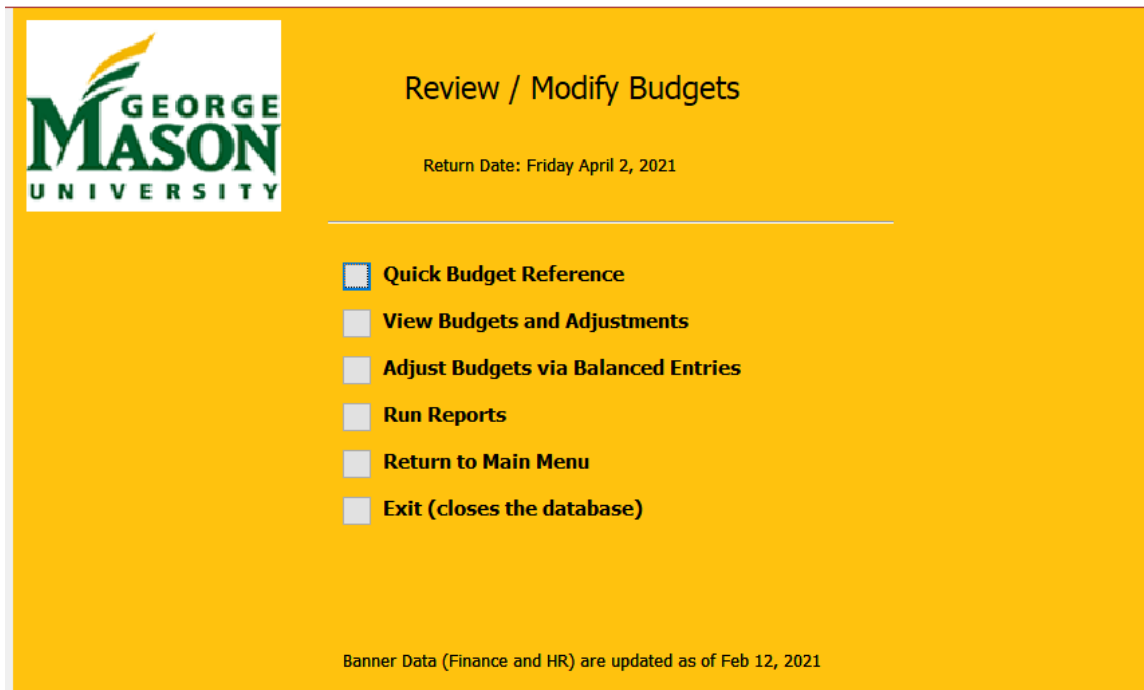 GEORGE
MASON
UNIVERSITY
Review / Modify Budgets
Return Date: Friday April 2, 2021
Quick Budget Reference
View Budgets and Adjustments
Adjust Budgets via Balanced Entries
Run Reports
Return to Main Menu
Exit (closes the database)
Banner Data (Finance and HR) are updated as of Feb 12, 2021